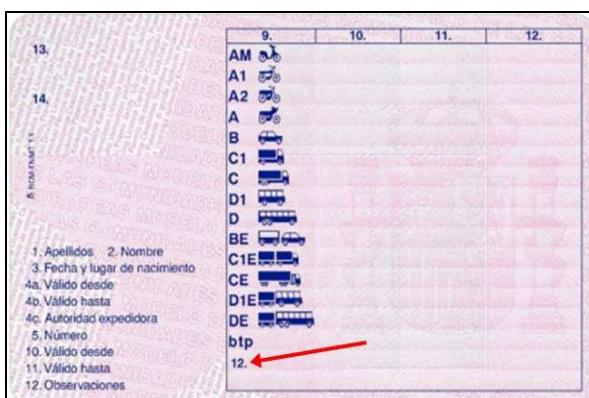 9. 10. 11. 12.
13.
AM
A1
14.
A2
A
B
C1
C
D1
D
BE
C1E
CE
D1E
DE
btp
12.
1. Apellidos 2. Nombre
3. Fecha y lugar de nacimiento
4a. Válido desde
4b. Válido hasta
4c. Autoridad expedidora
5. Número
10. Válido desde
11. Válido hasta
12. Observaciones